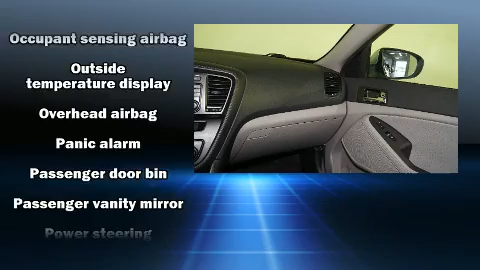 Occupant sensing airbag
Outside
temperature display
Overhead airbag
Panic alarm
Passenger door bin
Passenger vanity mirror
Power steering